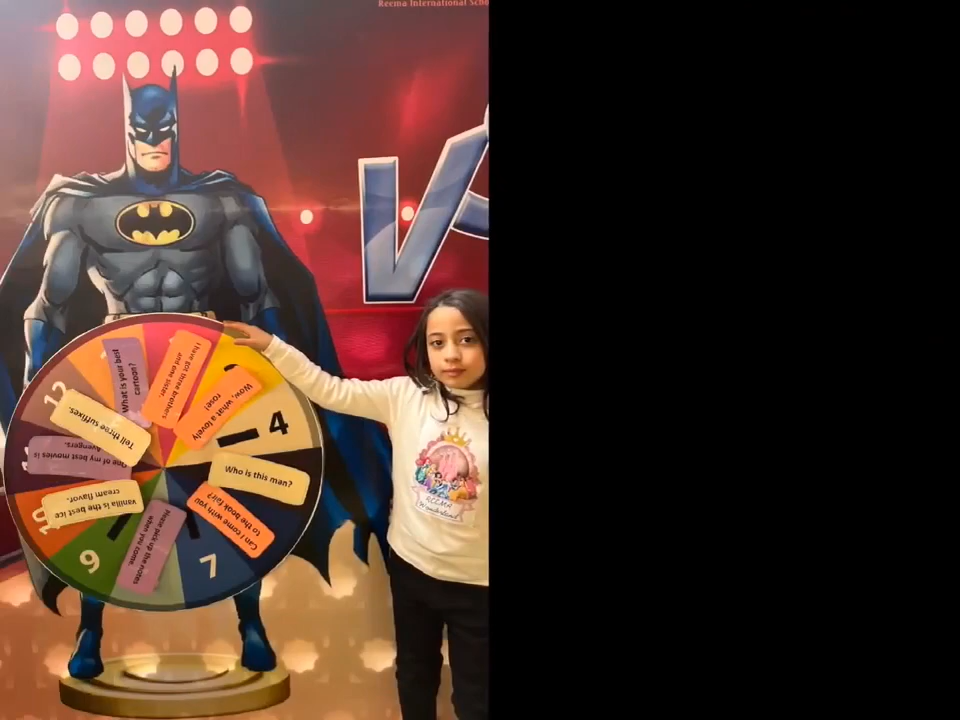 Reema International Scho
VS
What is your best
cartoon?
I have got three brothers
and one sister.
Wow, what a lovely
rose!
4
Who is this man?
Can I come with you
to the book fair?
7
Please pick up the notes
when you come.
9
10
vanilla is the best ice
cream flavor.
One of my best movies is
Avengers.
12
Tell three suffixes.